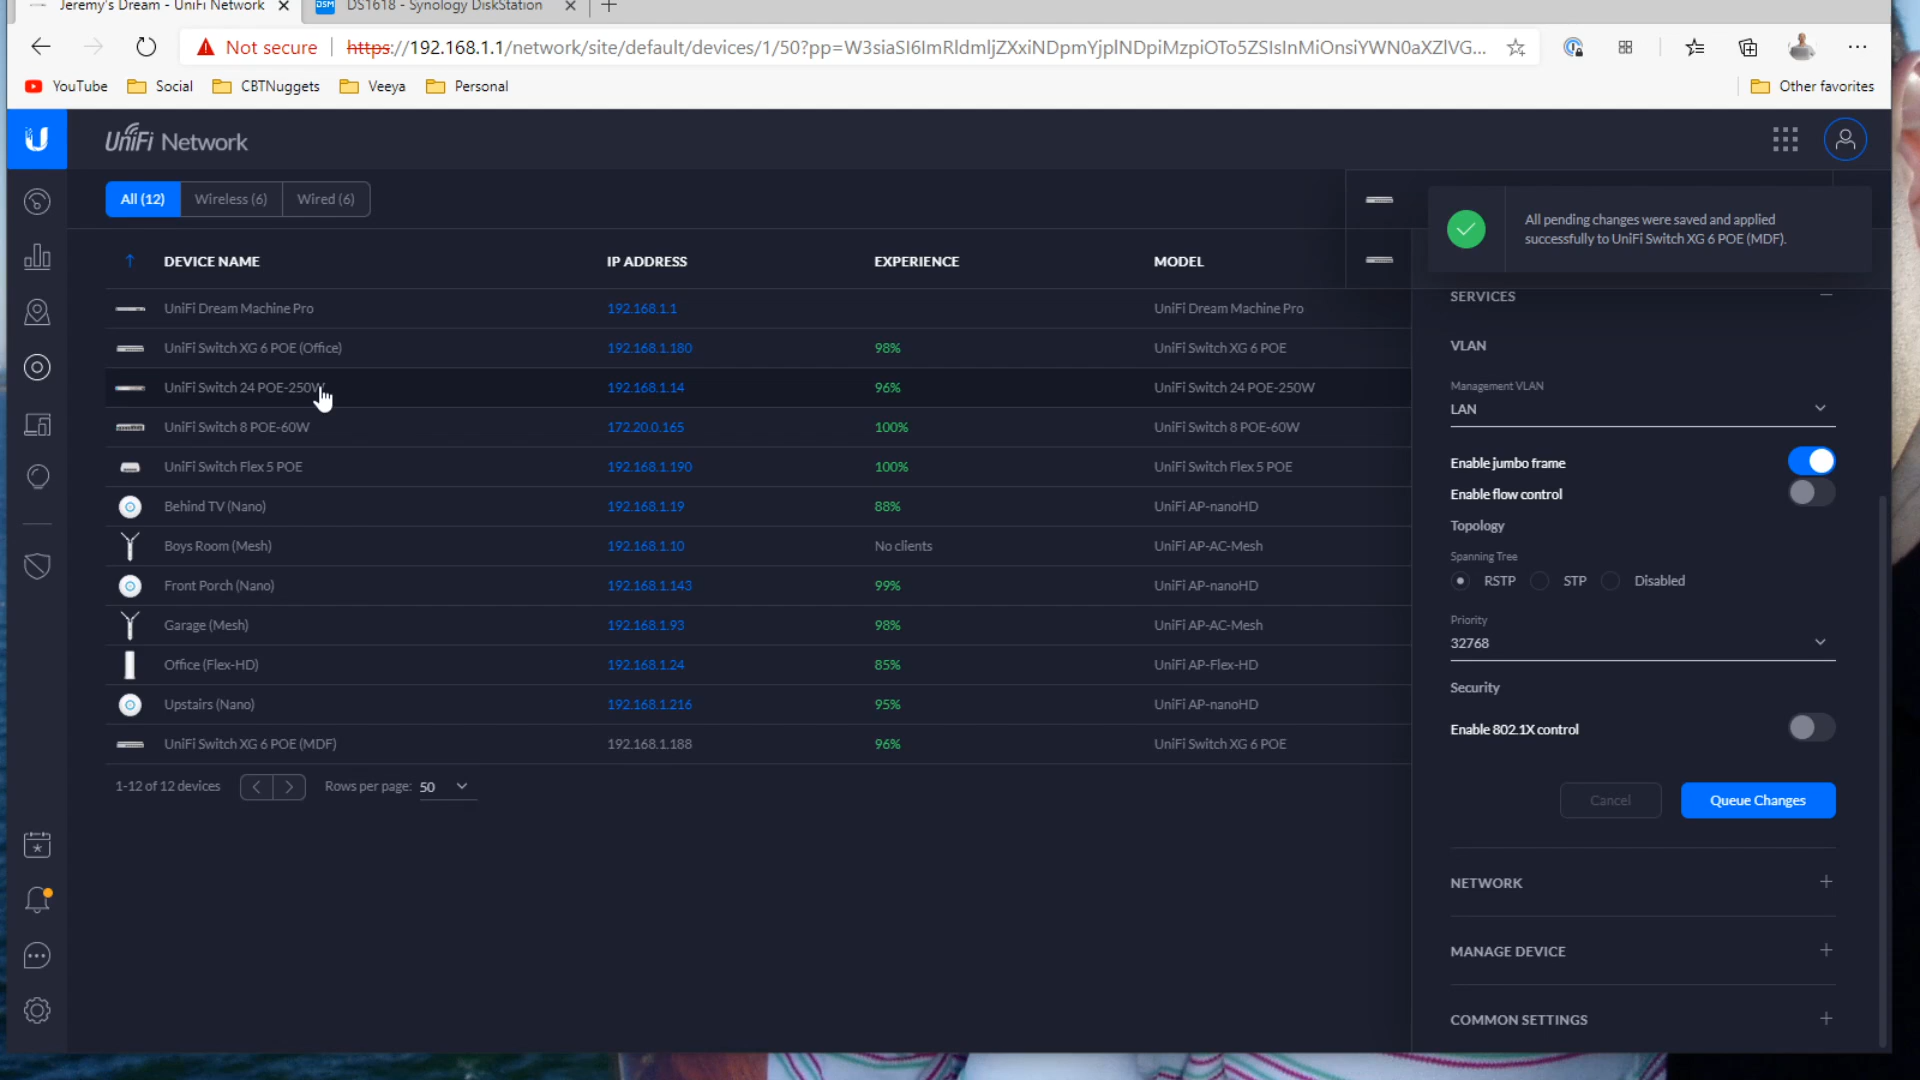 Jeremy's Dream - UniFi Network
DS1618 - Synology DiskStation
Not secure
https://192.168.1.1/network/site/default/devices/1/50?pp=W3siaSI6ImRldmljZXXxiNDpmYjplNDpiMzpiOTo5ZSIsInMiOnsiYWN0aXZlVG...
YouTube
Social
CBTNuggets
Veeya
Personal
Other favorites
U
UniFi Network
All (12)
Wireless (6)
Wired (6)
All pending changes were saved and applied
successfully to UniFi Switch XG 6 POE (MDF).
DEVICE NAME IP ADDRESS EXPERIENCE MODEL
UniFi Dream Machine Pro 192.168.1.1 UniFi Dream Machine Pro
UniFi Switch XG 6 POE (Office) 192.168.1.180 98% UniFi Switch XG 6 POE
UniFi Switch 24 POE-250W 192.168.1.14 96% UniFi Switch 24 POE-250W
UniFi Switch 8 POE-60W 172.20.0.165 100% UniFi Switch 8 POE-60W
UniFi Switch Flex 5 POE 192.168.1.190 100% UniFi Switch Flex 5 POE
Behind TV (Nano) 192.168.1.19 88% UniFi AP-nanoHD
Boys Room (Mesh) 192.168.1.10 No clients UniFi AP-AC-Mesh
Front Porch (Nano) 192.168.1.143 99% UniFi AP-nanoHD
Garage (Mesh) 192.168.1.93 98% UniFi AP-AC-Mesh
Office (Flex-HD) 192.168.1.24 85% UniFi AP-Flex-HD
Upstairs (Nano) 192.168.1.216 95% UniFi AP-nanoHD
UniFi Switch XG 6 POE (MDF) 192.168.1.188 96% UniFi Switch XG 6 POE
1-12 of 12 devices
Rows per page: 50
SERVICES
VLAN
Management VLAN
LAN
Enable jumbo frame
Enable flow control
Topology
Spanning Tree
RSTP STP Disabled
Priority
32768
Security
Enable 802.1X control
Cancel
Queue Changes
NETWORK
MANAGE DEVICE
COMMON SETTINGS